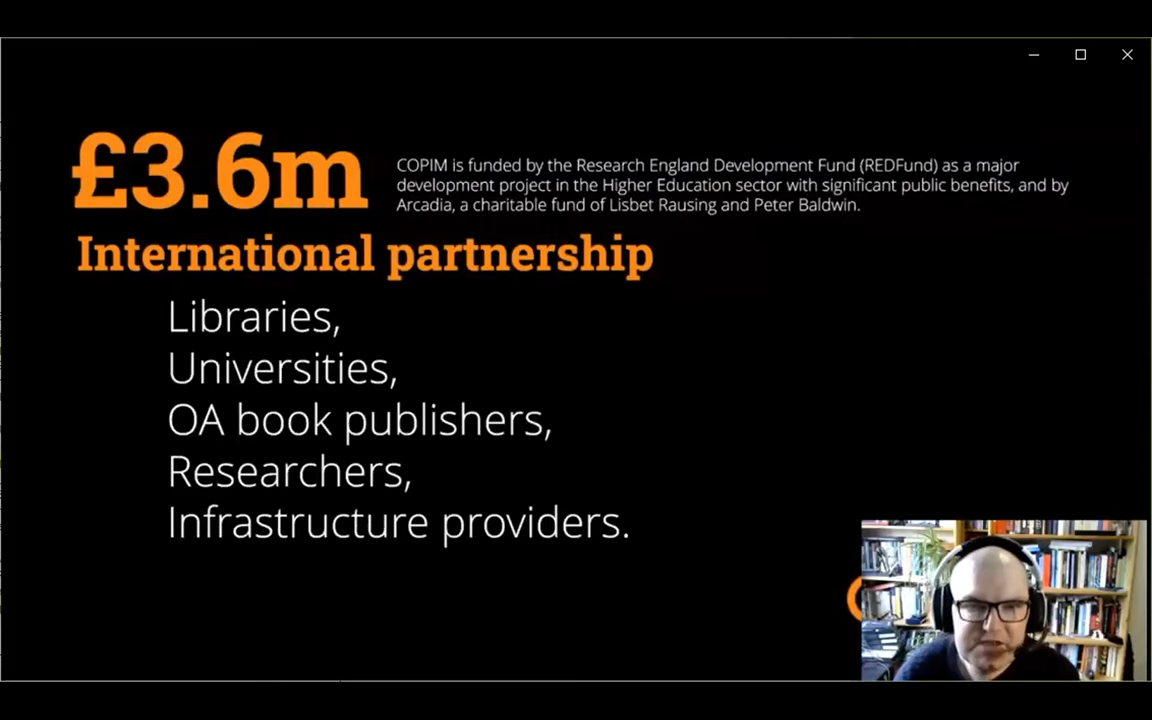 £3.6m
COPIM is funded by the Research England Development Fund (REDFund) as a major
development project in the Higher Education sector with significant public benefits, and by
Arcadia, a charitable fund of Lisbet Rausing and Peter Baldwin.
International partnership
Libraries,
Universities,
OA book publishers,
Researchers,
Infrastructure providers.